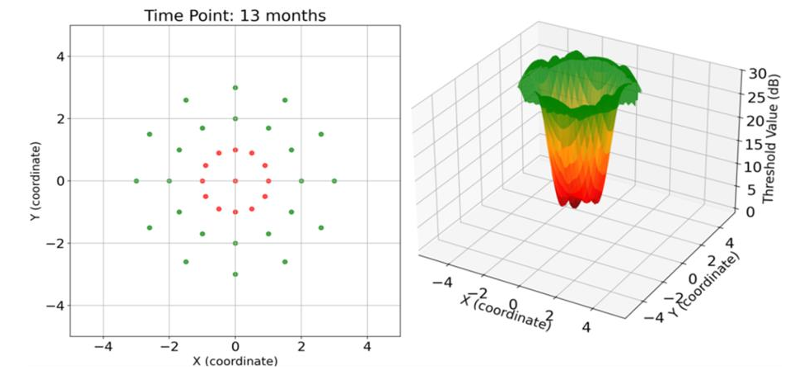 Time Point: 13 months
4
2
0
−2
−4
Y (coordinate)
−4 −2 0 2 4
X (coordinate)
30
25
20
15
10
5
0
Threshold Value (dB)
−4 −2 0 2 4
X (coordinate)
4
2
0
−2
−4
Y (coordinate)